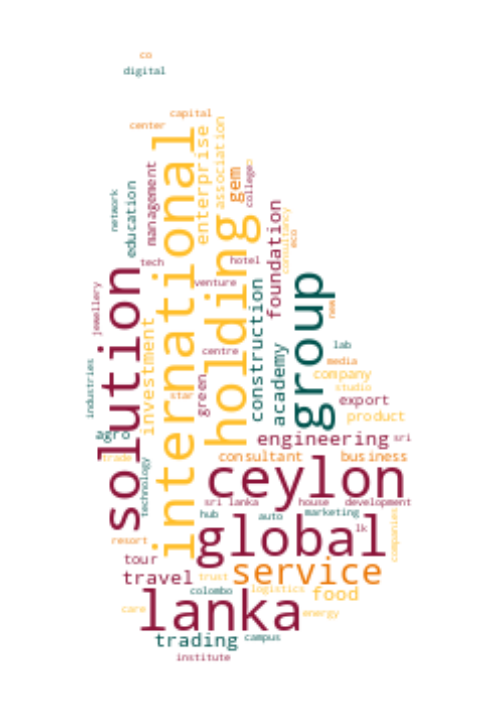 co
digital
capital
center
international
enterprise
association
management
education
network
gem
college
foundation
consultancy
eco
tech
hotel
solution
holding
venture
jewellery
construction
group
new
investment
academy
centre
lab
media
company
studio
industries
green
star
export
product
agro
engineering
sri
trade
consultant
business
technology
ceylon
sri lanka
house
development
hub
auto
marketing
lk
companies
global
resort
tour
travel
trust
service
colombo
logistics
food
care
lanka
energy
trading
campus
institute